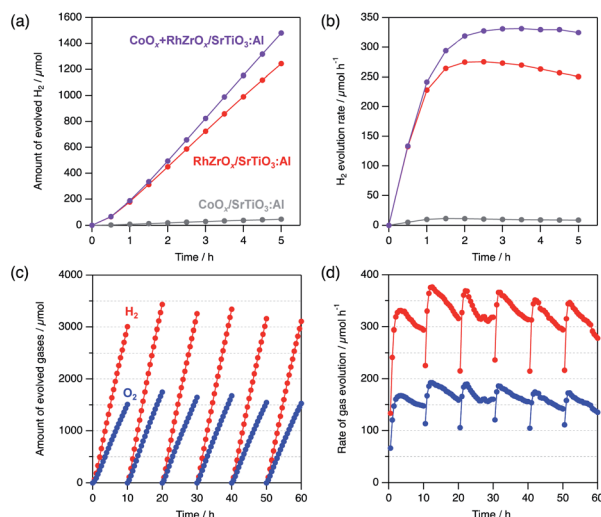 (a)
1600
1400
1200
1000
800
600
400
200
0
Amount of evolved H₂ / μmol
CoOₓ+RhZrOₓ/SrTiO₃:Al
RhZrOₓ/SrTiO₃:Al
CoOₓ/SrTiO₃:Al
0 1 2 3 4 5
Time / h
(b)
350
300
250
200
150
100
50
0
H₂ evolution rate / μmol h⁻¹
0 1 2 3 4 5
Time / h
(c)
4000
3000
2000
1000
0
Amount of evolved gases / μmol
H₂
O₂
0 10 20 30 40 50 60
Time / h
(d)
400
300
200
100
0
Rate of gas evolution / μmol h⁻¹
0 10 20 30 40 50 60
Time / h